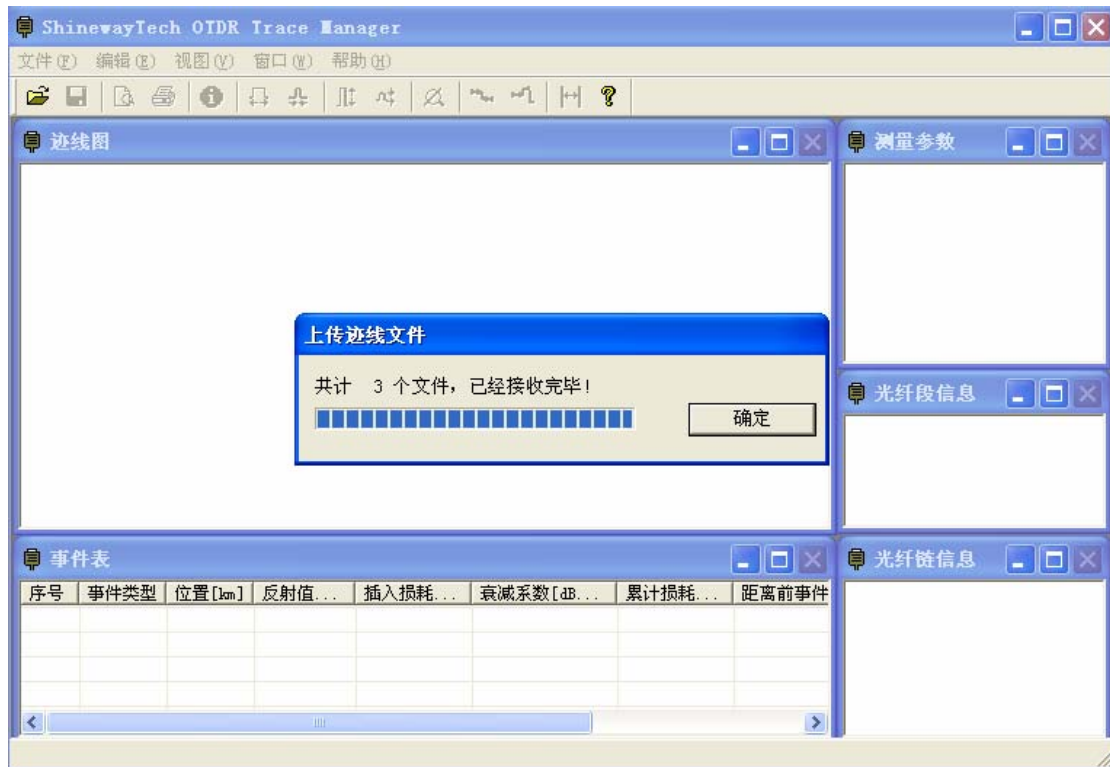 ShinewayTech OTDR Trace Manager
文件(F) 编辑(E) 视图(V) 窗口(W) 帮助(H)
迹线图
测量参数
上传迹线文件
共计 3 个文件，已经接收完毕！
确定
光纤段信息
事件表
光纤链信息
序号 事件类型 位置[km] 反射值... 插入损耗... 衰减系数[dB... 累计损耗... 距离前事件